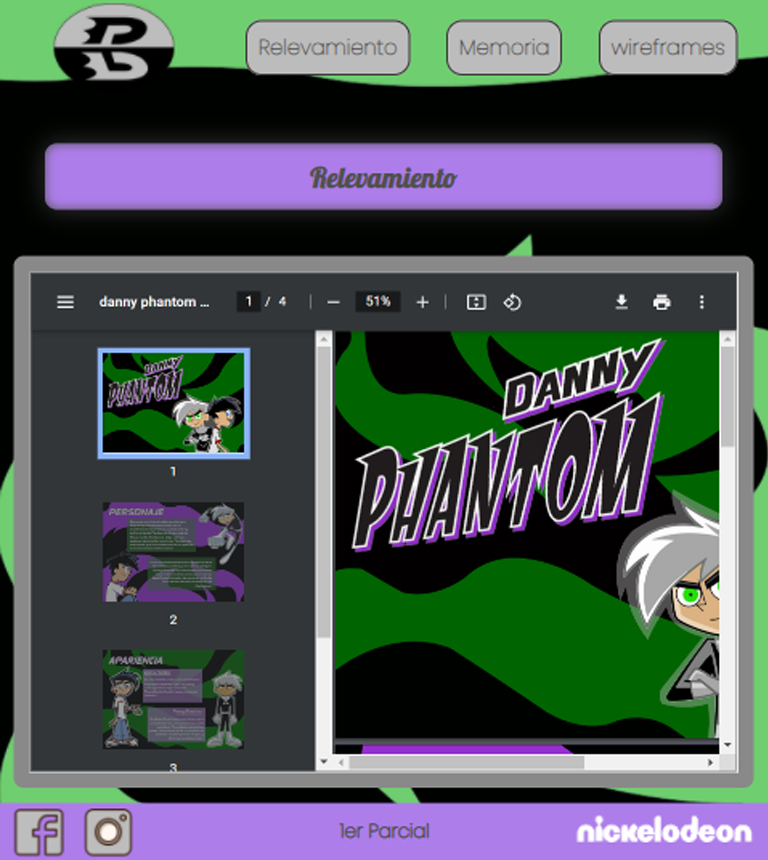 Relevamiento
Memoria
wireframes
Relevamiento
danny phantom ...
1 / 4
51%
DANNY
PHANTOM
1
PERSONAJE
2
APARIENCIA
3
DANNY
PHANTOM
1er Parcial
nickelodeon